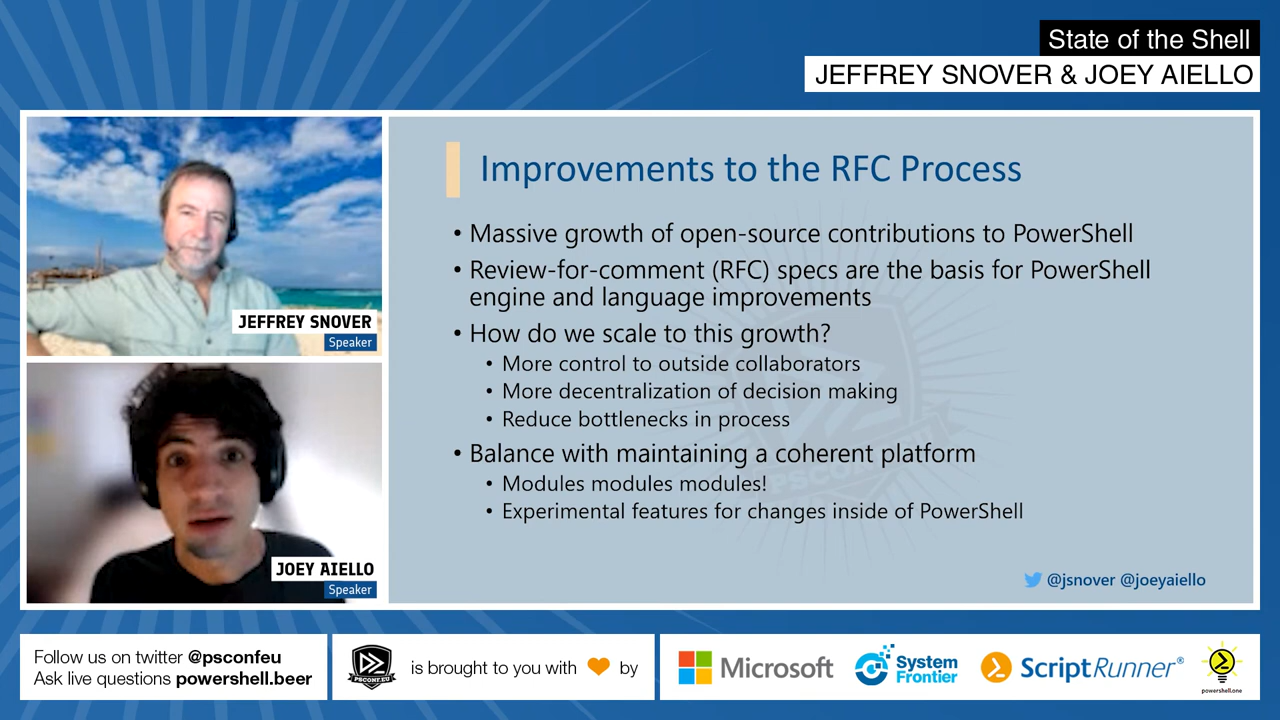 State of the Shell
JEFFREY SNOVER & JOEY AIELLO
JEFFREY SNOVER
Speaker
JOEY AIELLO
Speaker
Improvements to the RFC Process
• Massive growth of open-source contributions to PowerShell
• Review-for-comment (RFC) specs are the basis for PowerShell
engine and language improvements
• How do we scale to this growth?
• More control to outside collaborators
• More decentralization of decision making
• Reduce bottlenecks in process
• Balance with maintaining a coherent platform
• Modules modules modules!
• Experimental features for changes inside of PowerShell
PSCONF.EU
@jsnover @joeyaiello
Follow us on twitter @psconfeu
Ask live questions powershell.beer
PSCONF.EU
is brought to you with
by
Microsoft
System
Frontier
ScriptRunner®
powershell.one